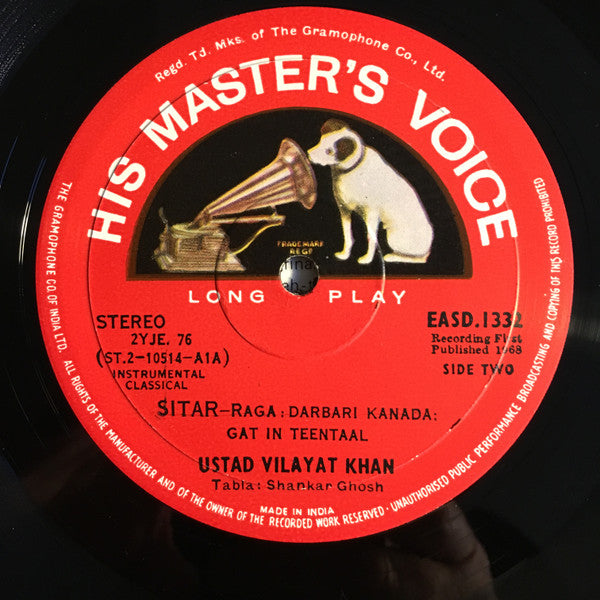 Regd. Td. Mks. of The Gramophone Co., Ltd.
HIS MASTER'S VOICE
TRADE MARK
REGD
LONG PLAY
STEREO
2YJE. 76
(ST.2-10514-A1A)
INSTRUMENTAL
CLASSICAL
EASD.1332
Recording First
Published 1968
SIDE TWO
SITAR-RAGA: DARBARI KANADA:
GAT IN TEENTAAL
USTAD VILAYAT KHAN
Tabla: Shankar Ghosh
MADE IN INDIA
THE GRAMOPHONE CO. OF INDIA LTD. ALL RIGHTS OF THE MANUFACTURER AND OF THE OWNER OF THE RECORDED WORK RESERVED - UNAUTHORISED PUBLIC PERFORMANCE BROADCASTING AND COPYING OF THIS RECORD PROHIBITED